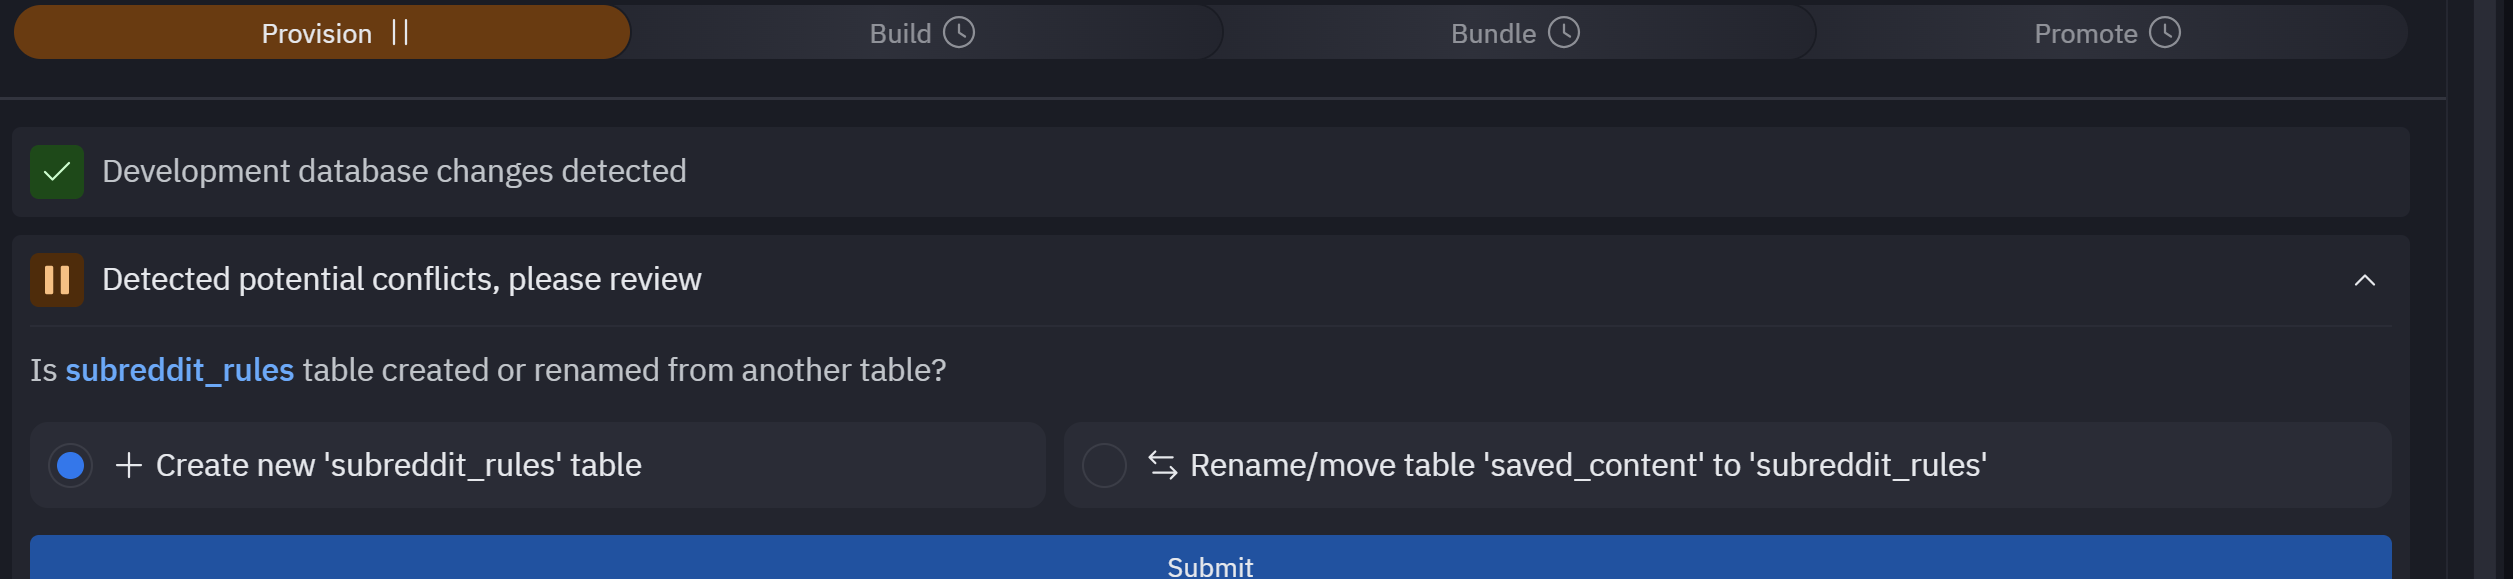 Provision
Build
Bundle
Promote
Development database changes detected
Detected potential conflicts, please review
Is subreddit_rules table created or renamed from another table?
Create new 'subreddit_rules' table
Rename/move table 'saved_content' to 'subreddit_rules'
Submit